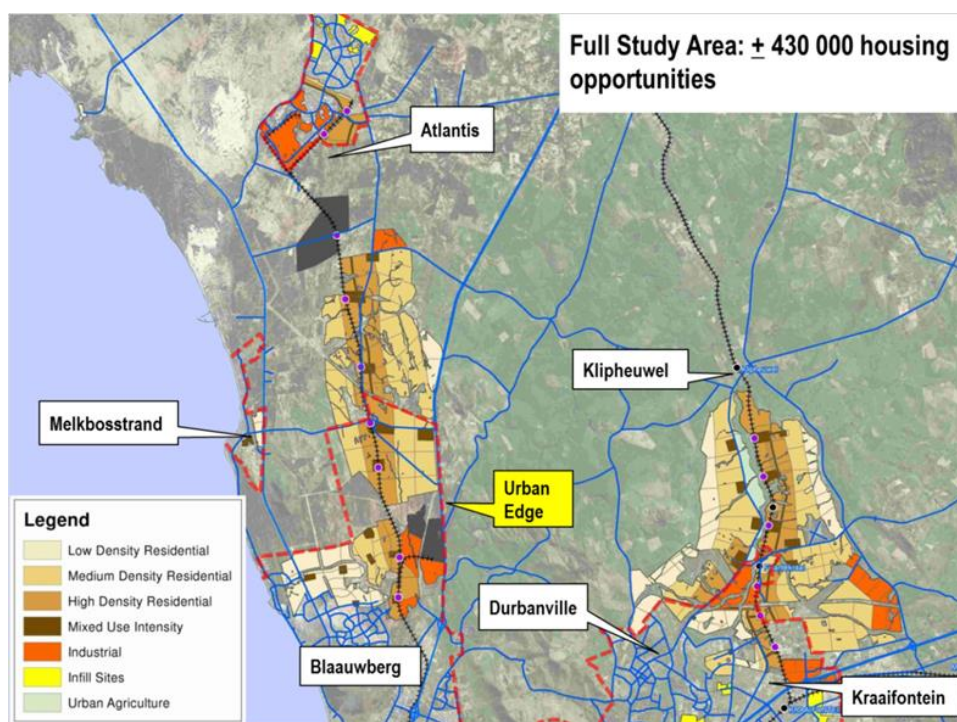 Full Study Area: ± 430 000 housing
opportunities
Atlantis
Klipheuwel
Melkbosstrand
Urban
Edge
Legend
Low Density Residential
Medium Density Residential
High Density Residential
Mixed Use Intensity
Industrial
Infill Sites
Urban Agriculture
Durbanville
Blaauwberg
Kraaifontein